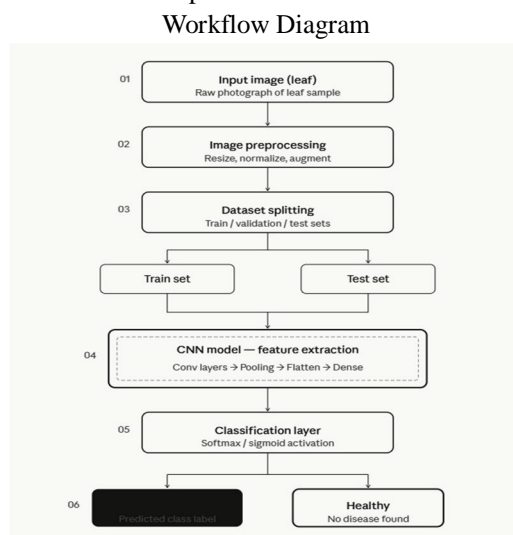 Workflow Diagram
01
Input image (leaf)
Raw photograph of leaf sample
02
Image preprocessing
Resize, normalize, augment
03
Dataset splitting
Train / validation / test sets
Train set
Test set
04
CNN model — feature extraction
Conv layers → Pooling → Flatten → Dense
05
Classification layer
Softmax / sigmoid activation
06
Predicted class label
Healthy
No disease found